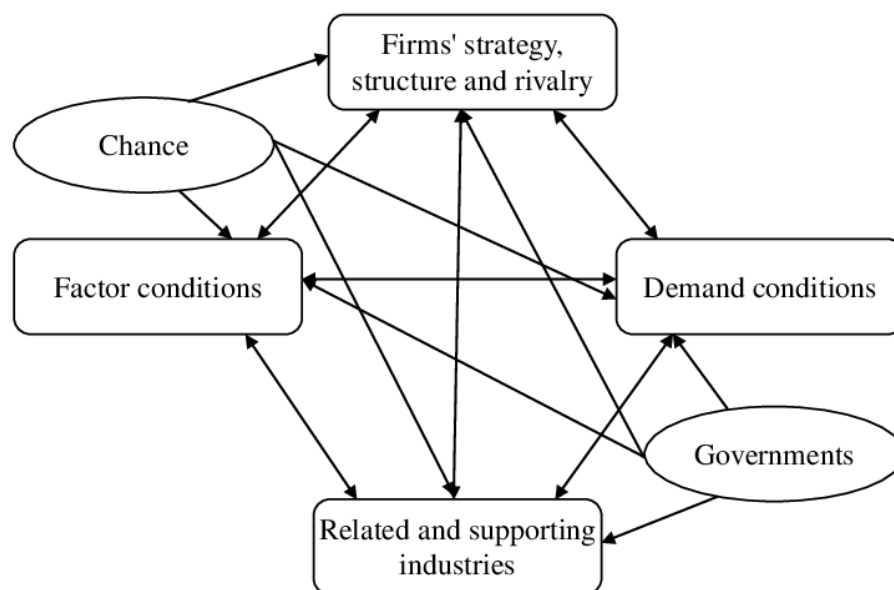 Firms' strategy,
structure and rivalry
Chance
Factor conditions
Demand conditions
Governments
Related and supporting
industries